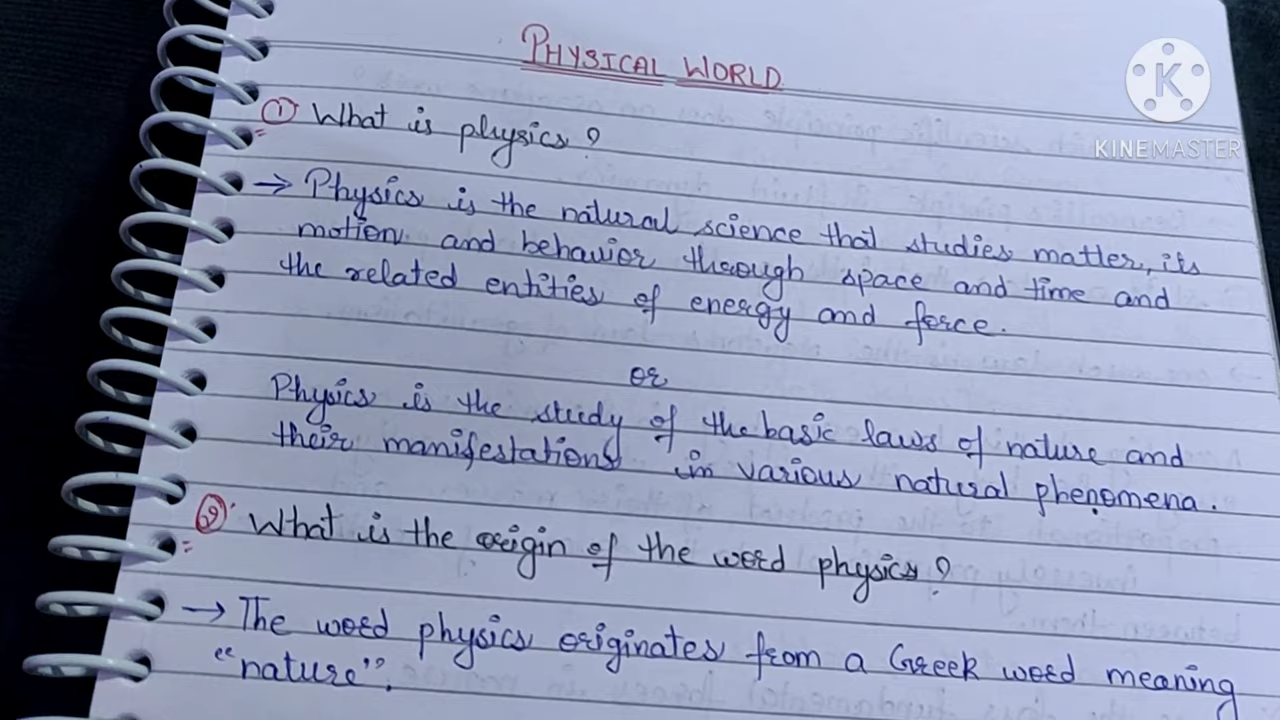 PHYSICAL WORLD
K
KINEMASTER
① What is physics?
→ Physics is the natural science that studies matter, its
motion and behavior through space and time and
the related entities of energy and force.
or
Physics is the study of the basic laws of nature and
their manifestations in various natural phenomena.
② What is the origin of the word physics?
→ The word physics originates from a Greek word meaning
"nature".